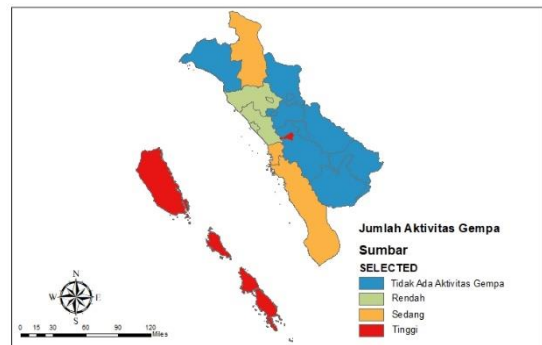 Jumlah Aktivitas Gempa
Sumbar
SELECTED
Tidak Ada Aktivitas Gempa
Rendah
Sedang
Tinggi
N
W E
S
0 15 30 60 90 120
Miles